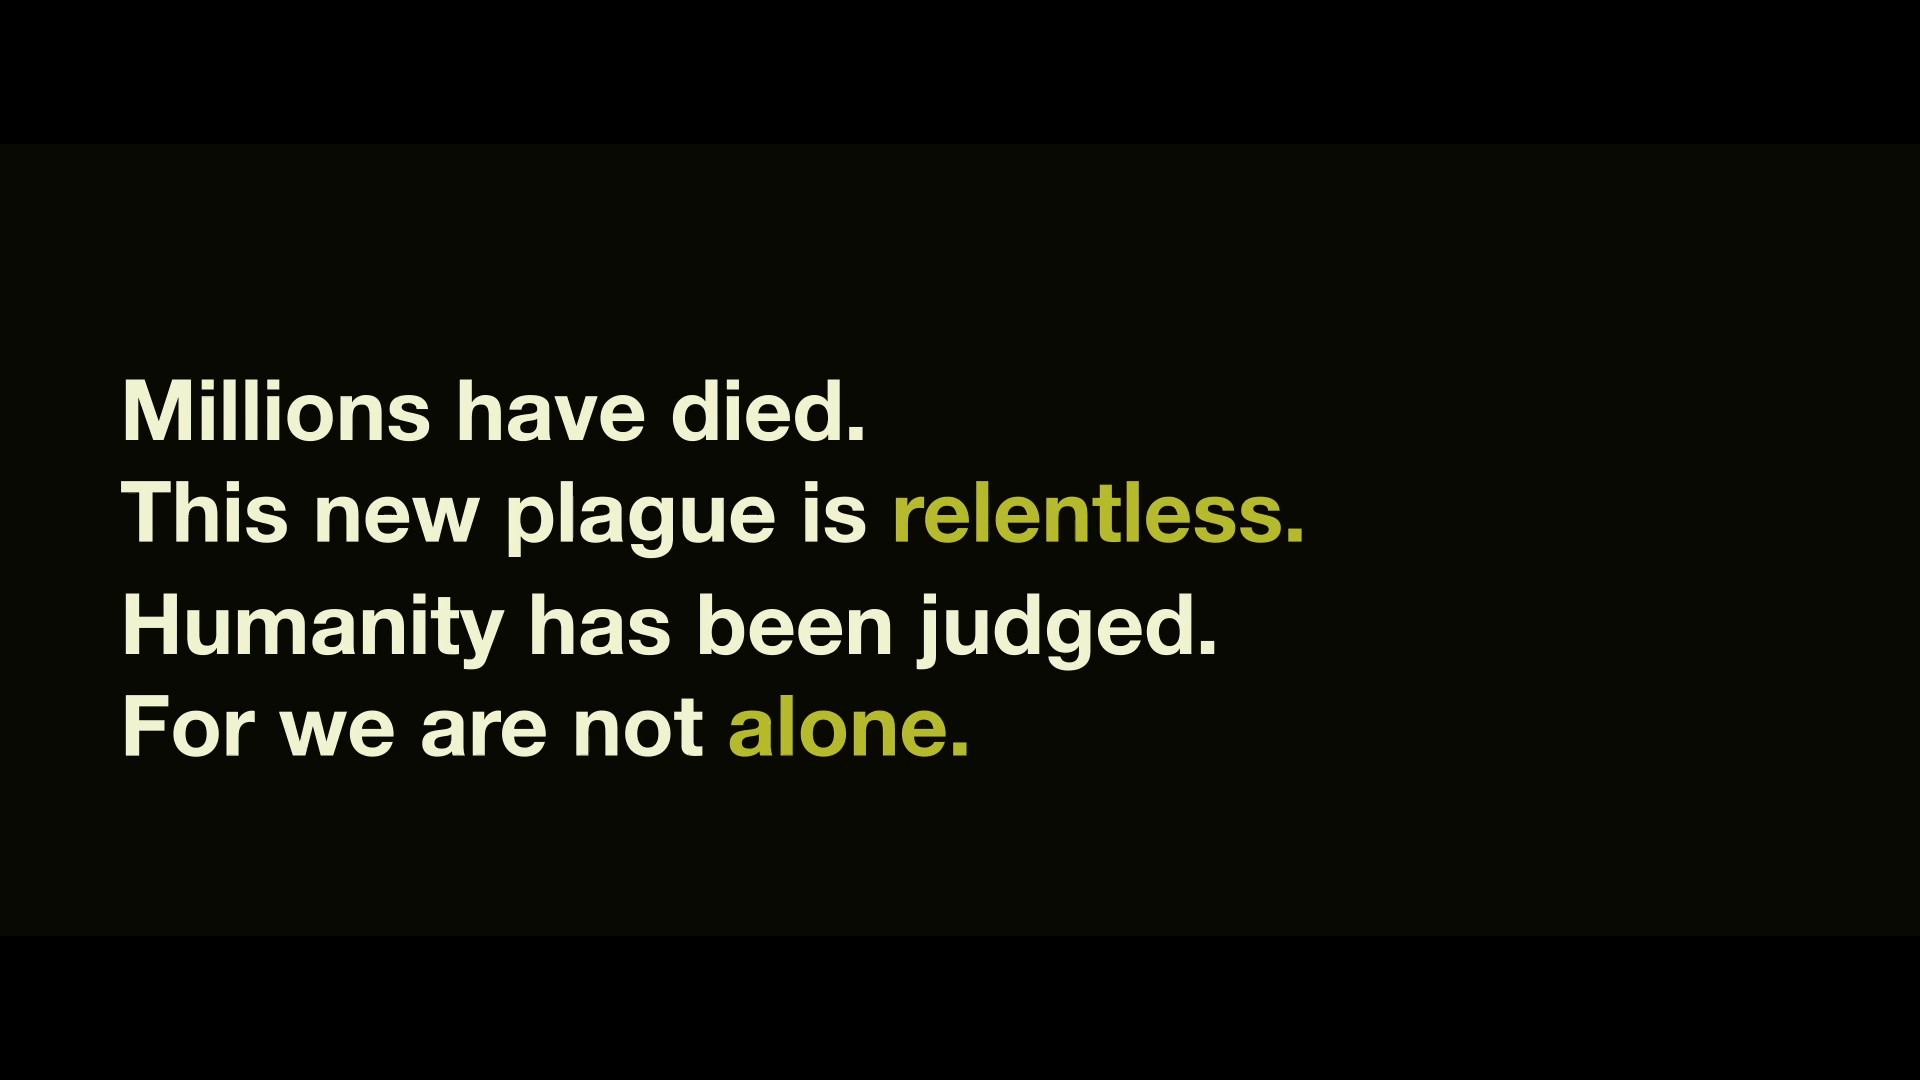 Millions have died.
This new plague is relentless.
Humanity has been judged.
For we are not alone.